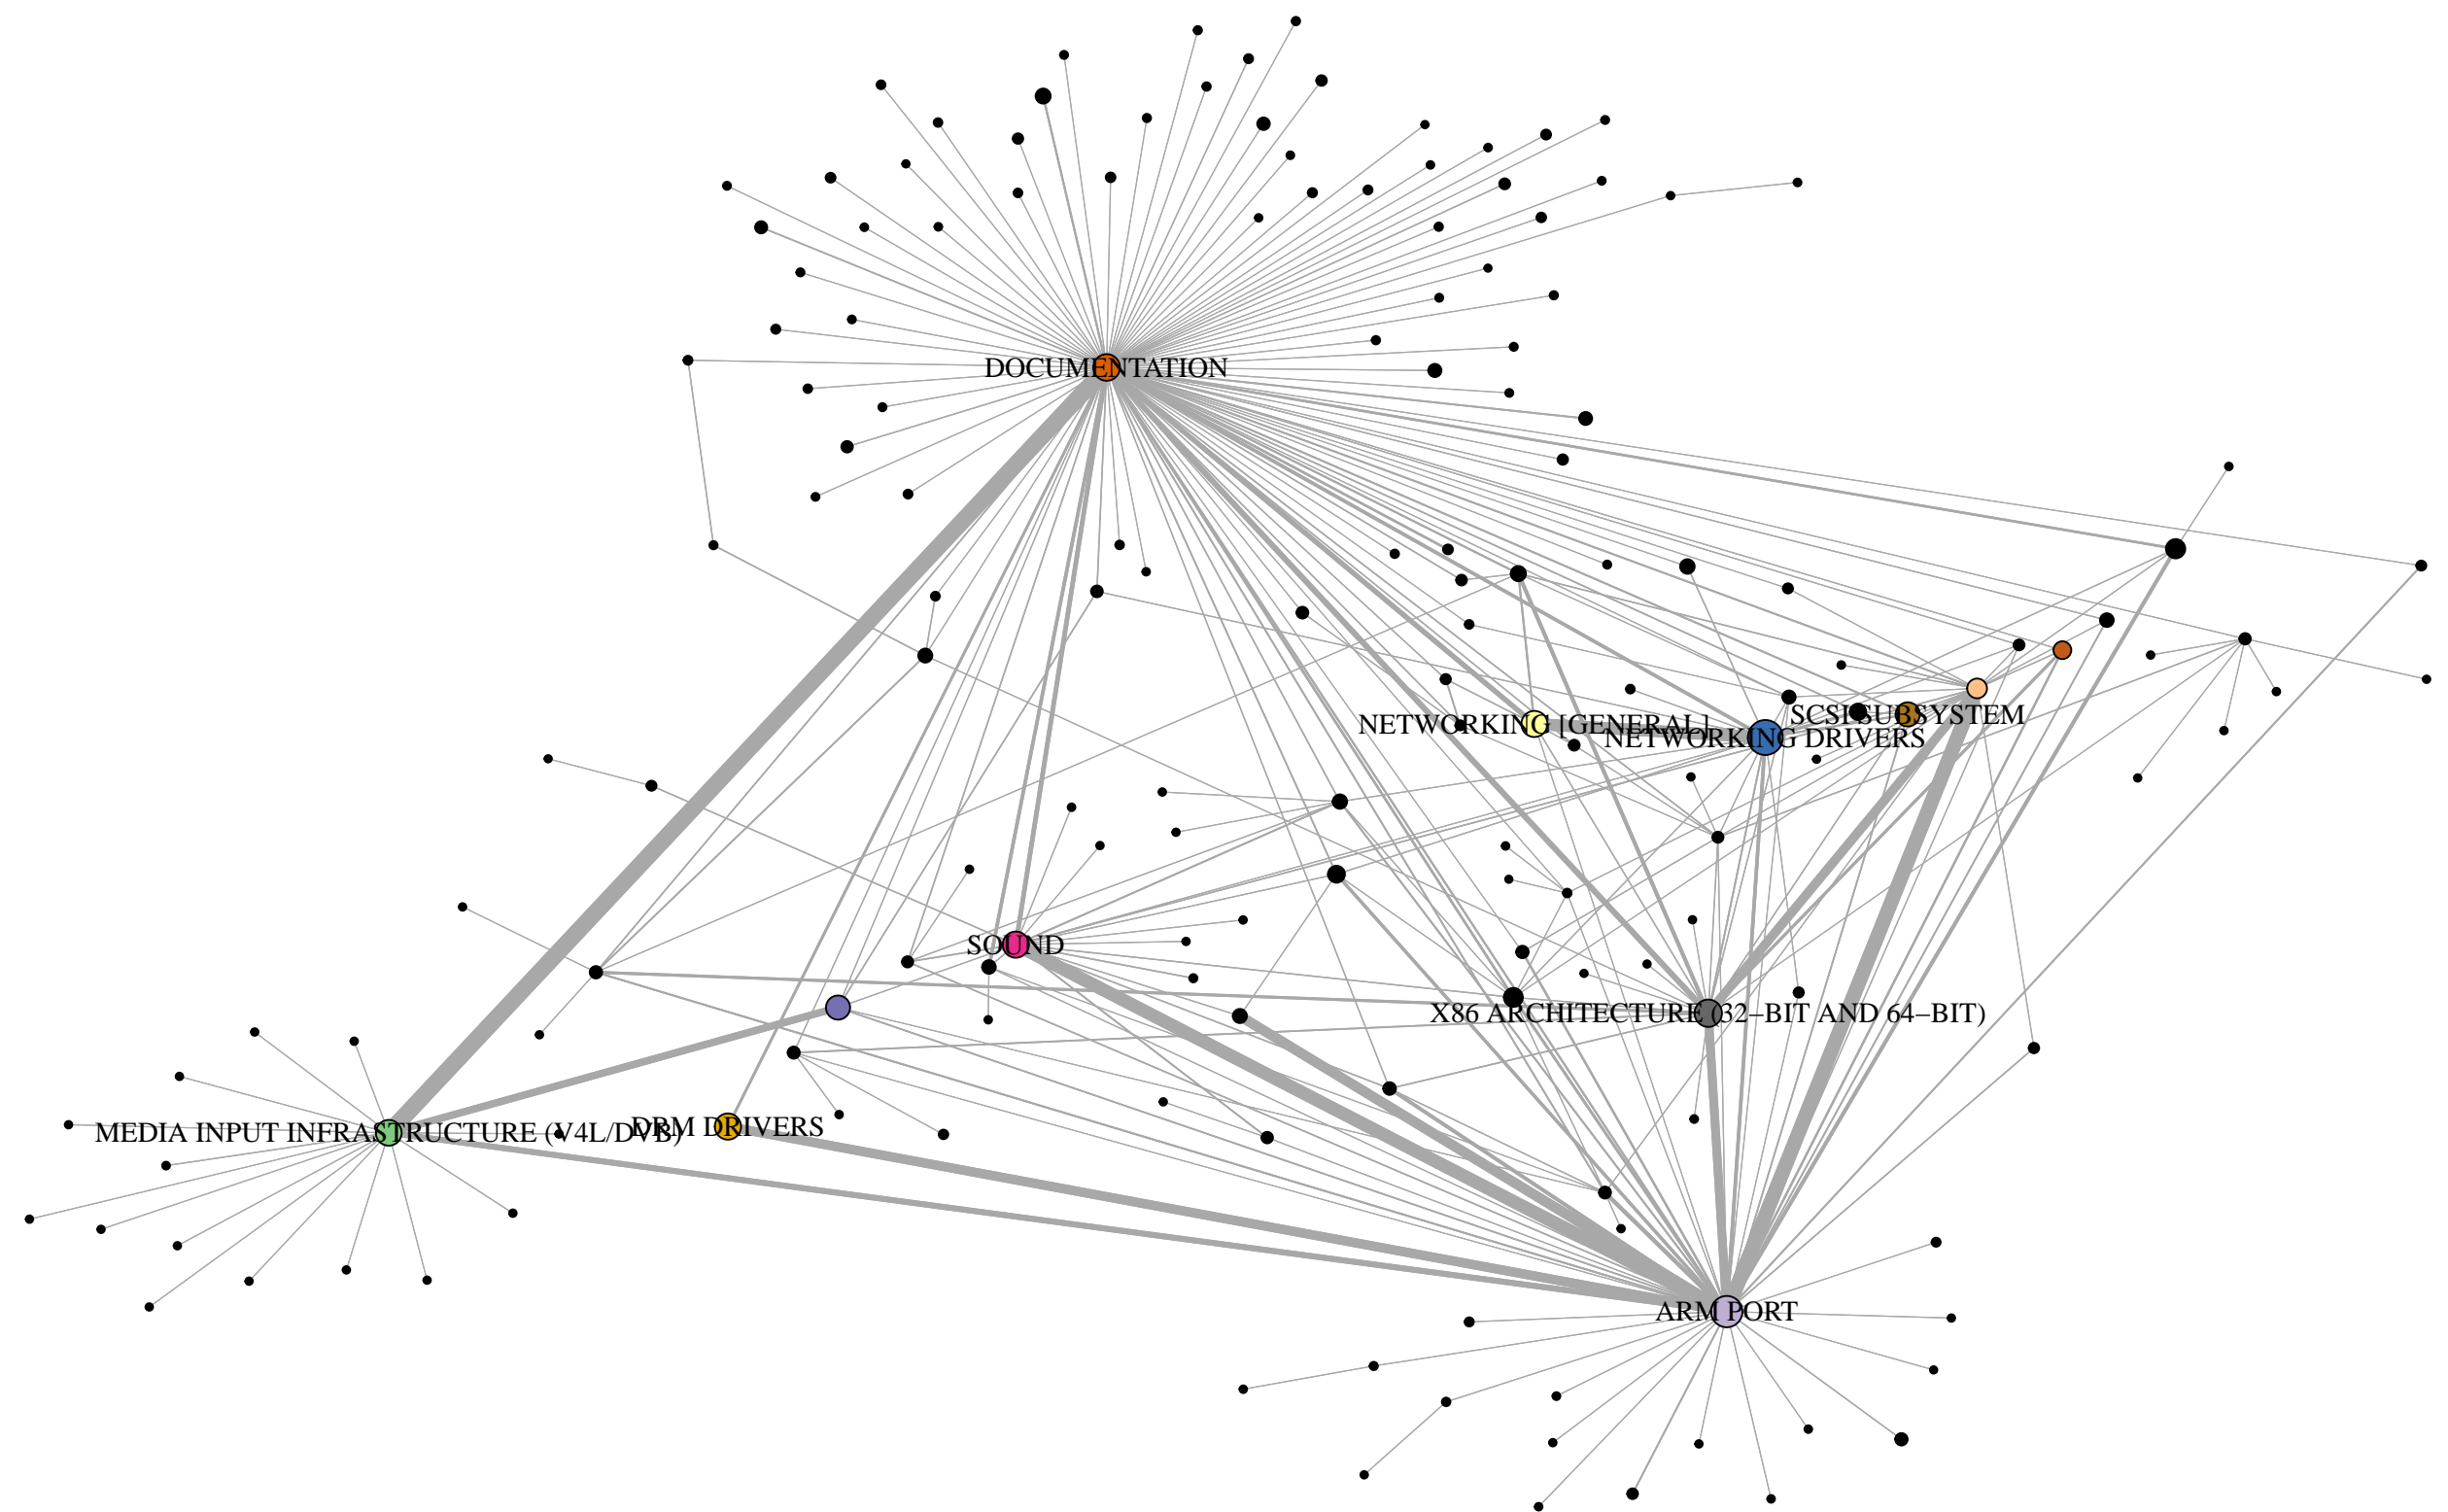 DOCUMENTATION
SCSI SUBSYSTEM
NETWORKING [GENERAL]
NETWORKING DRIVERS
SOUND
X86 ARCHITECTURE (32−BIT AND 64−BIT)
MEDIA INPUT INFRASTRUCTURE (V4L/DVB)
DRM DRIVERS
ARM PORT